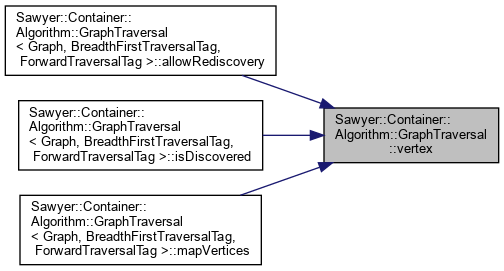 Sawyer::Container::
Algorithm::GraphTraversal
< Graph, BreadthFirstTraversalTag,
ForwardTraversalTag >::allowRediscovery
Sawyer::Container::
Algorithm::GraphTraversal
< Graph, BreadthFirstTraversalTag,
ForwardTraversalTag >::isDiscovered
Sawyer::Container::
Algorithm::GraphTraversal
< Graph, BreadthFirstTraversalTag,
ForwardTraversalTag >::mapVertices
Sawyer::Container::
Algorithm::GraphTraversal
::vertex